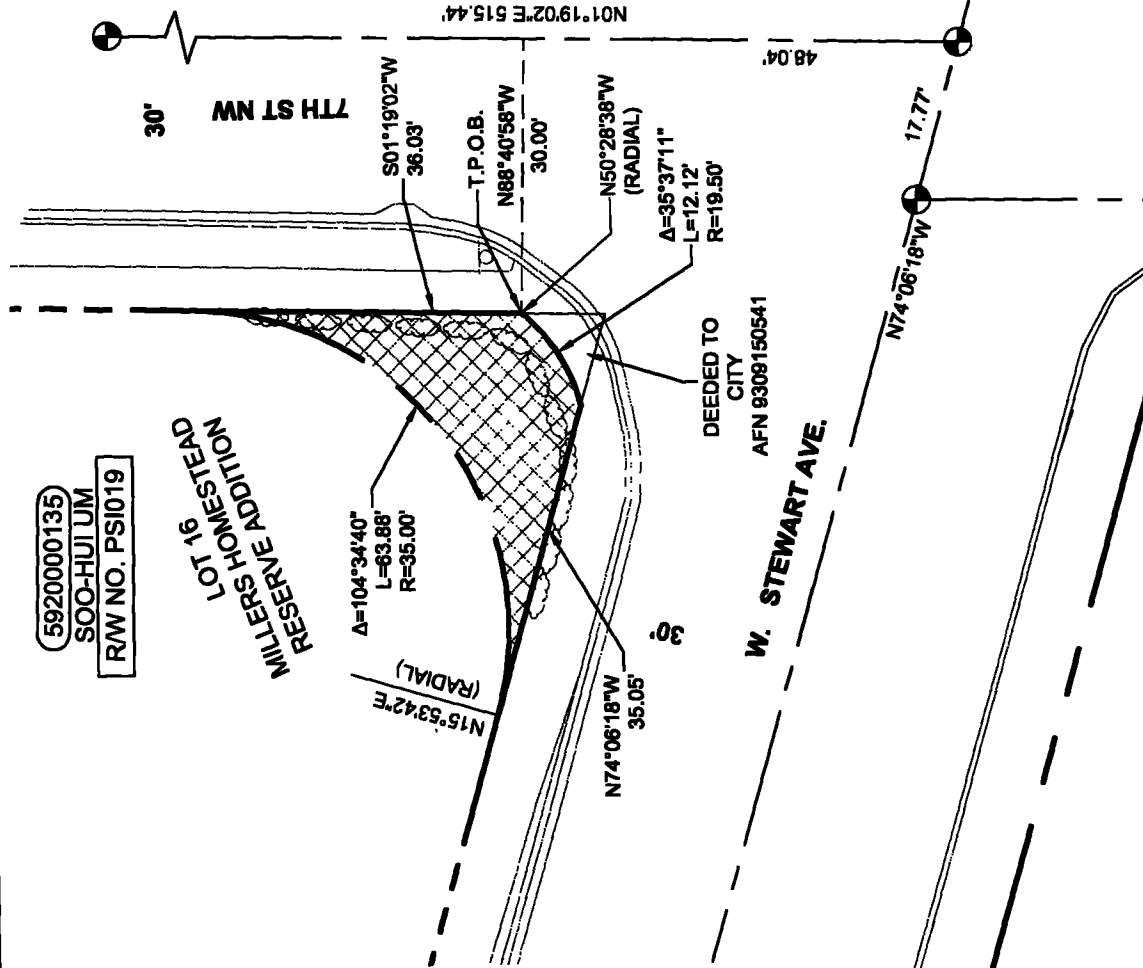 N01°19'02"E 515.44'
48.04'
30'
7TH ST NW
S01°19'02"W
36.03'
T.P.O.B.
N88°40'58"W
30.00'
N50°28'38"W
(RADIAL)
Δ=35°37'11"
L=12.12'
R=19.50'
17.77'
N74°06'18"W
DEEDED TO
CITY
AFN 9309150541
5920000135
SOO-HUI UM
R/W NO. PSI019
LOT 16
MILLERS HOMESTEAD
RESERVE ADDITION
Δ=104°34'40"
L=63.88'
R=35.00'
N15°53'42"E
(RADIAL)
30'
N74°06'18"W
35.05'
W. STEWART AVE.